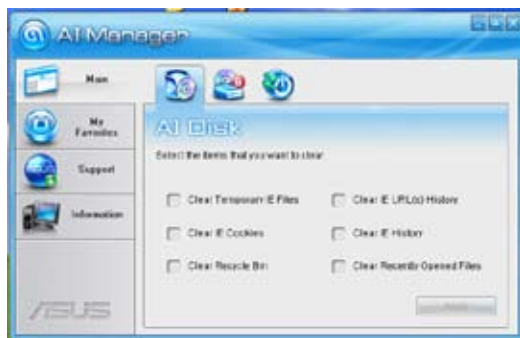 AI Manager
Main
My
Favorites
Support
Information
AI Disk
Select the items that you want to clear
Clear Temporary IE Files
Clear IE URL(s) History
Clear IE Cookies
Clear IE History
Clear Recycle Bin
Clear Recently Opened Files
ASUS